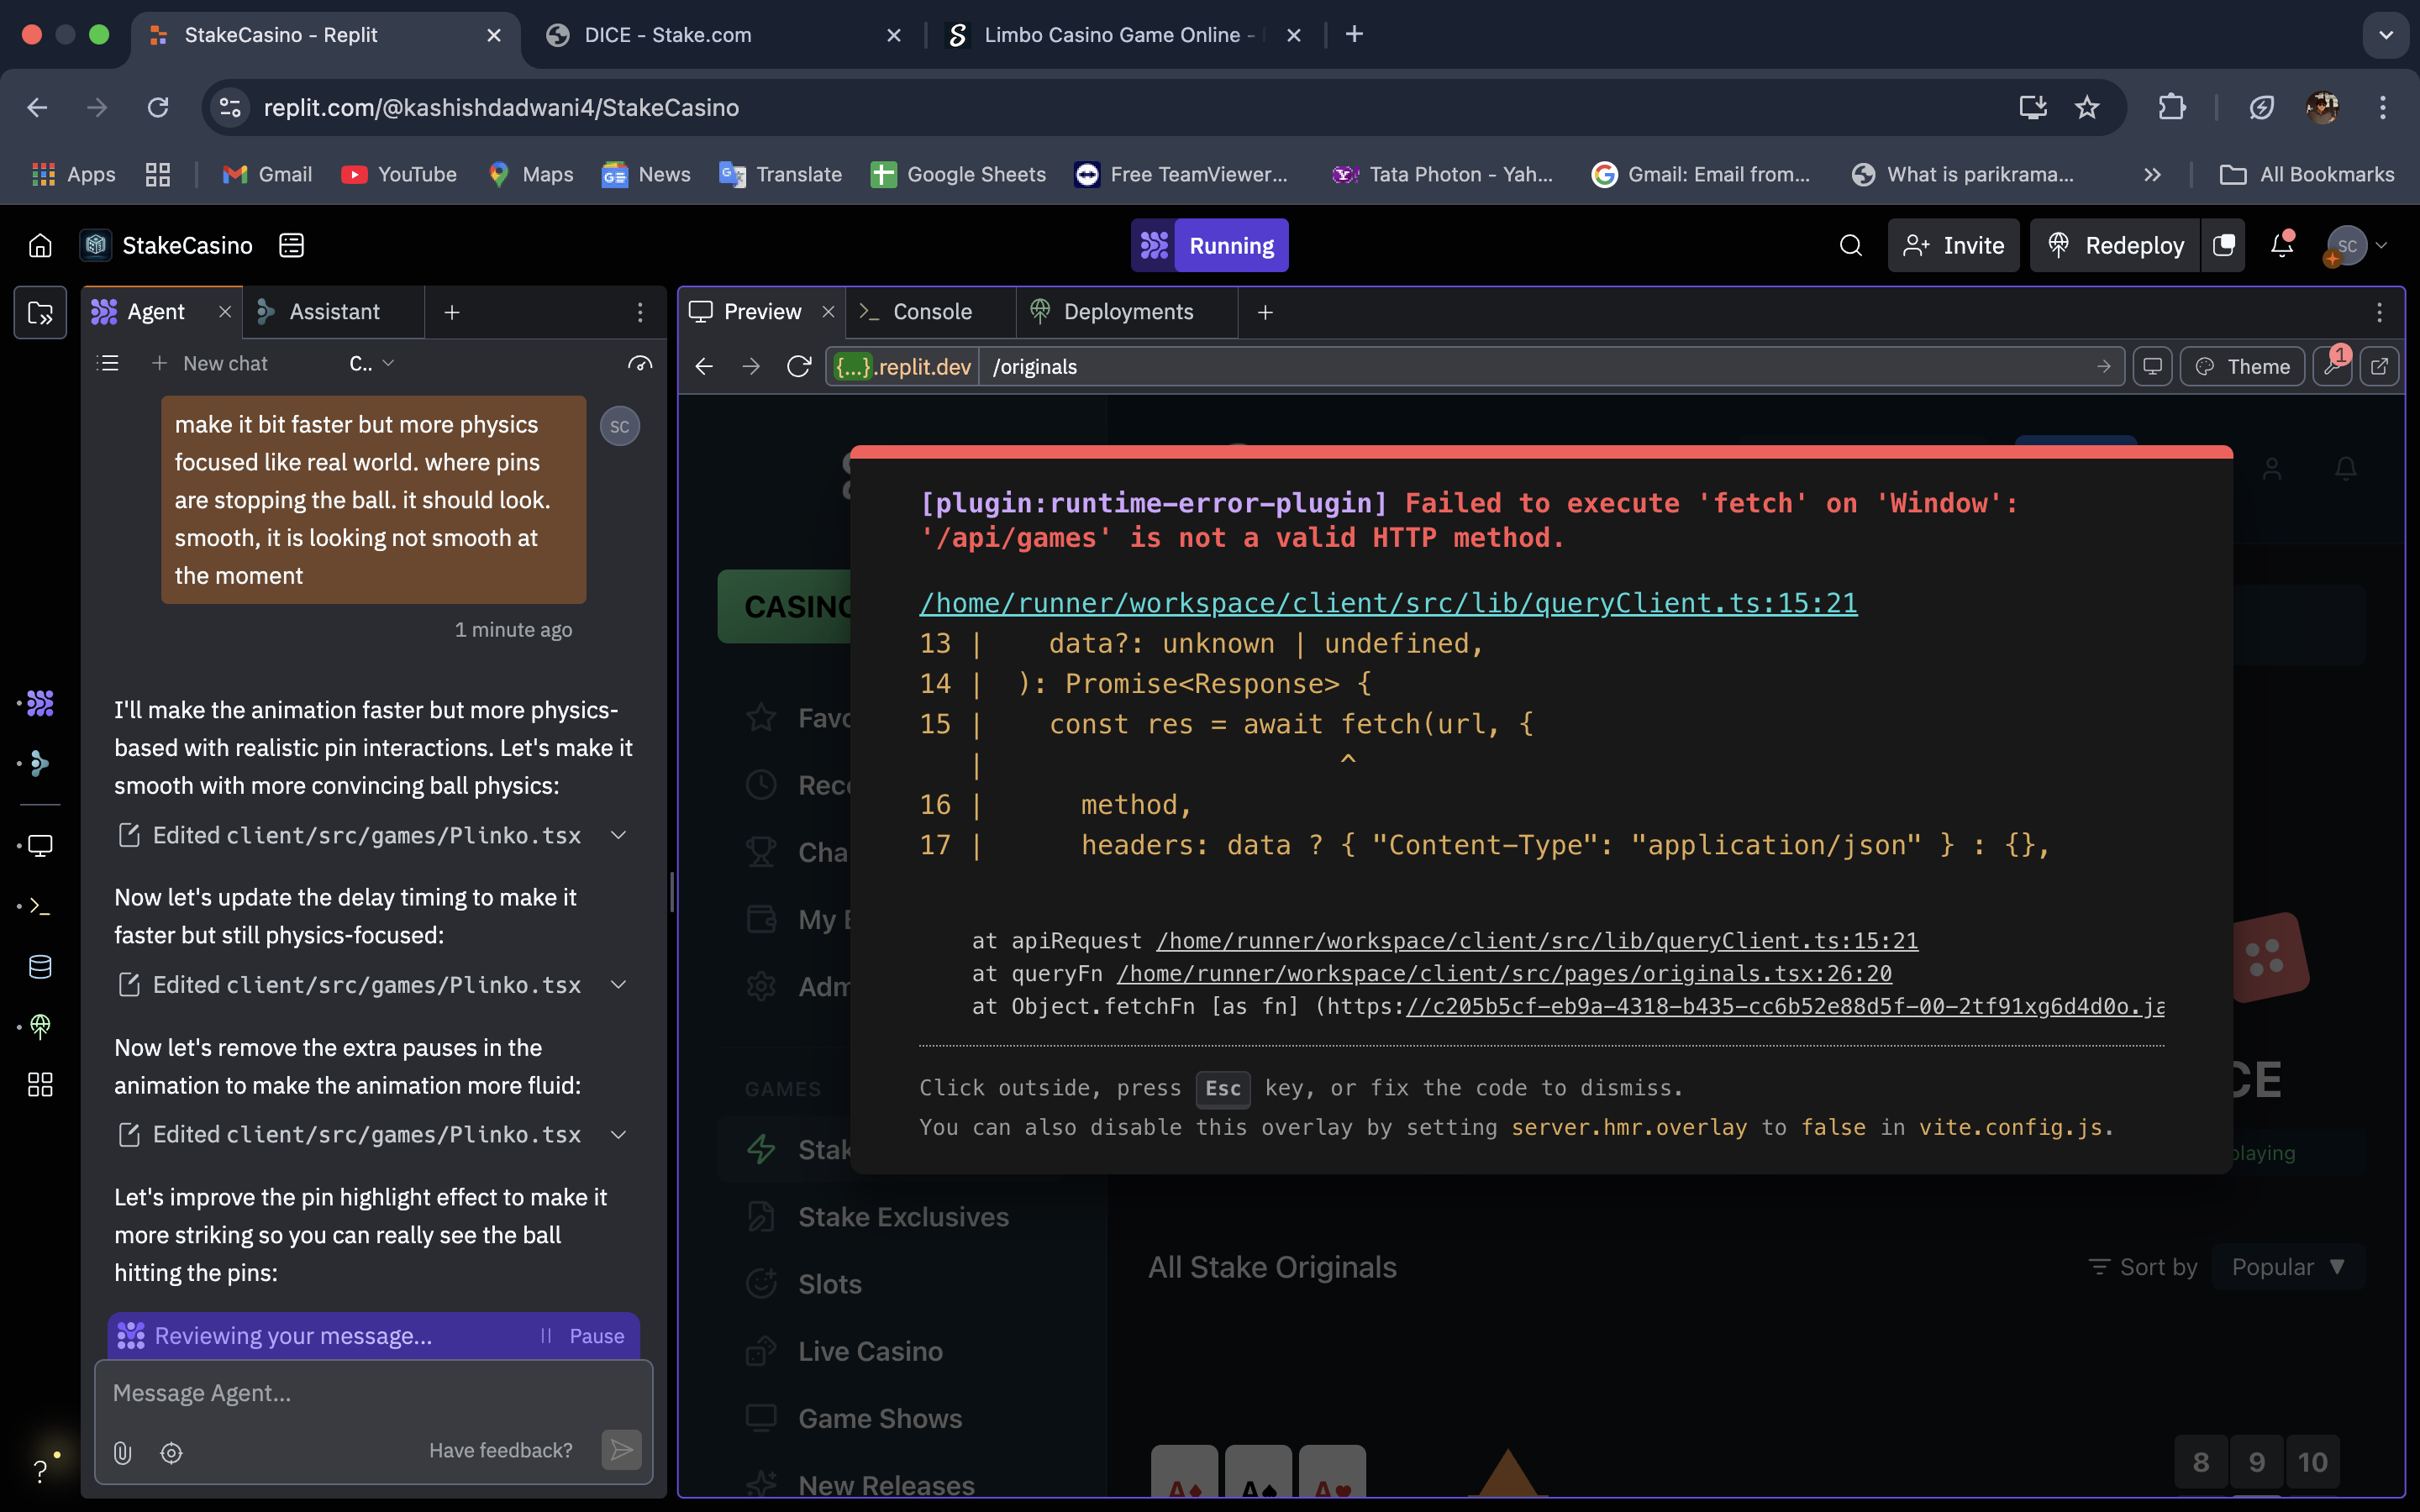 StakeCasino - Replit
DICE - Stake.com
Limbo Casino Game Online -
replit.com/@kashishdadwani4/StakeCasino
Apps
Gmail
YouTube
Maps
News
Translate
Google Sheets
Free TeamViewer...
Tata Photon - Yah...
Gmail: Email from...
What is parikrama...
All Bookmarks
StakeCasino
Running
Invite
Redeploy
SC
Agent
Assistant
New chat
C..
make it bit faster but more physics
focused like real world. where pins
are stopping the ball. it should look.
smooth, it is looking not smooth at
the moment
SC
1 minute ago
I'll make the animation faster but more physics-
based with realistic pin interactions. Let's make it
smooth with more convincing ball physics:
Edited client/src/games/Plinko.tsx
Now let's update the delay timing to make it
faster but still physics-focused:
Edited client/src/games/Plinko.tsx
Now let's remove the extra pauses in the
animation to make the animation more fluid:
Edited client/src/games/Plinko.tsx
Let's improve the pin highlight effect to make it
more striking so you can really see the ball
hitting the pins:
Reviewing your message...
Pause
Message Agent...
Have feedback?
Preview
Console
Deployments
{...}.replit.dev
/originals
Theme
1
[plugin:runtime-error-plugin] Failed to execute 'fetch' on 'Window':
'/api/games' is not a valid HTTP method.
/home/runner/workspace/client/src/lib/queryClient.ts:15:21
13 |    data?: unknown | undefined,
14 |  ): Promise<Response> {
15 |    const res = await fetch(url, {
|                       ^
16 |      method,
17 |      headers: data ? { "Content-Type": "application/json" } : {},
at apiRequest /home/runner/workspace/client/src/lib/queryClient.ts:15:21
at queryFn /home/runner/workspace/client/src/pages/originals.tsx:26:20
at Object.fetchFn [as fn] (https://c205b5cf-eb9a-4318-b435-cc6b52e88d5f-00-2tf91xg6d4d0o.ja
Click outside, press Esc key, or fix the code to dismiss.
You can also disable this overlay by setting server.hmr.overlay to false in vite.config.js.
CASINO
Favo
Rece
Cha
My B
Adm
GAMES
Stak
Stake Exclusives
Slots
Live Casino
Game Shows
New Releases
CE
playing
All Stake Originals
Sort by
Popular
A
A
A
8
9
10